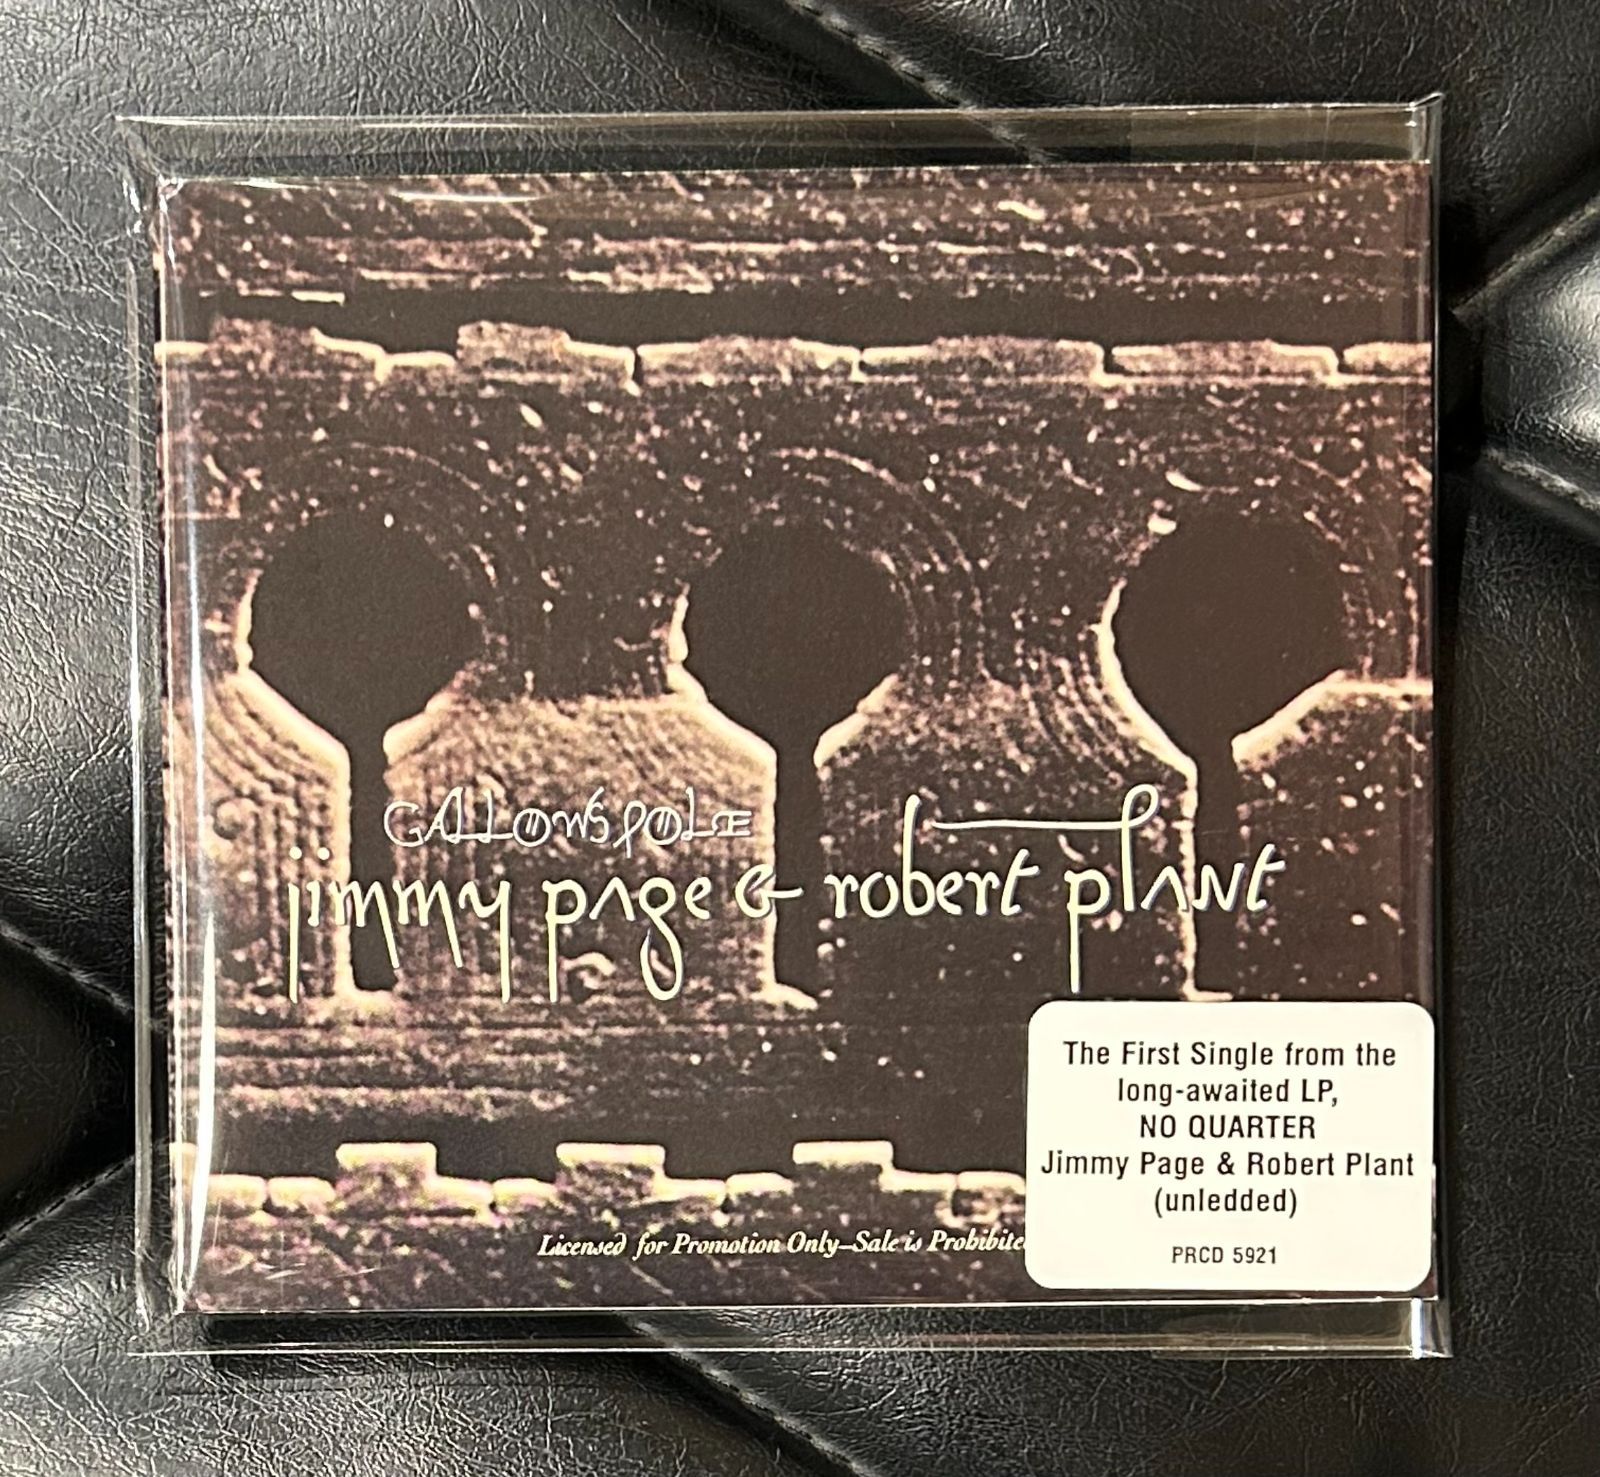 GALLOWS POLE
jimmy page & robert plant
Licensed for Promotion Only—Sale is Prohibite
The First Single from the
long-awaited LP,
NO QUARTER
Jimmy Page & Robert Plant
(unledded)
PRCD 5921